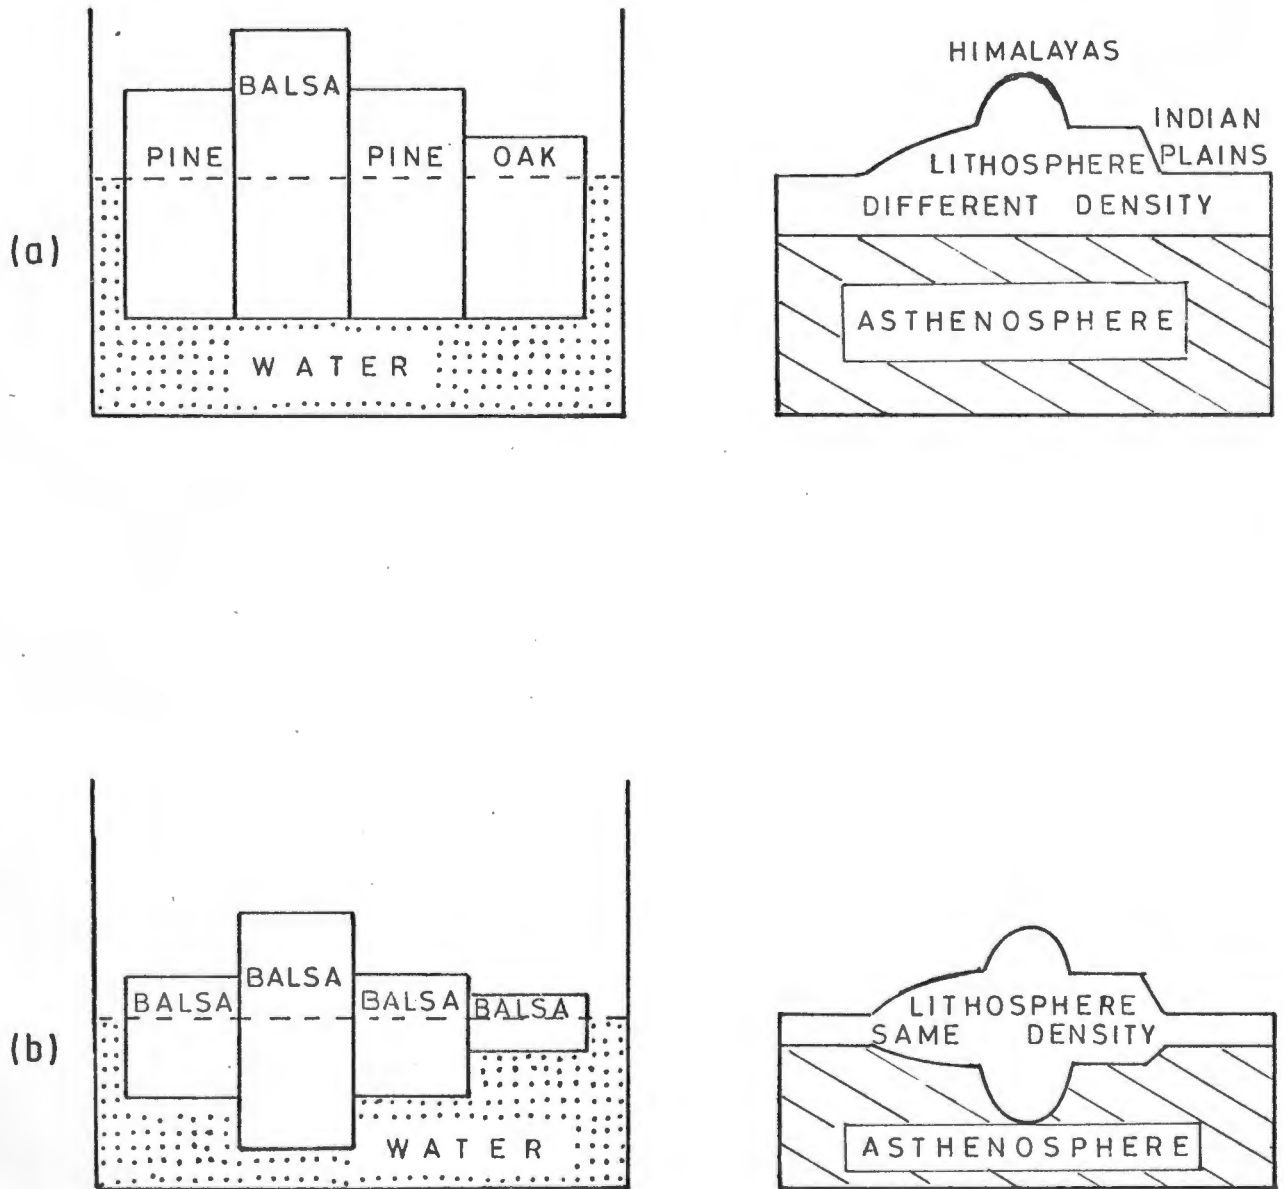 (a)
BALSA
PINE
PINE
OAK
WATER
HIMALAYAS
INDIAN
PLAINS
LITHOSPHERE
DIFFERENT DENSITY
ASTHENOSPHERE
(b)
BALSA
BALSA
BALSA
BALSA
WATER
LITHOSPHERE
SAME DENSITY
ASTHENOSPHERE